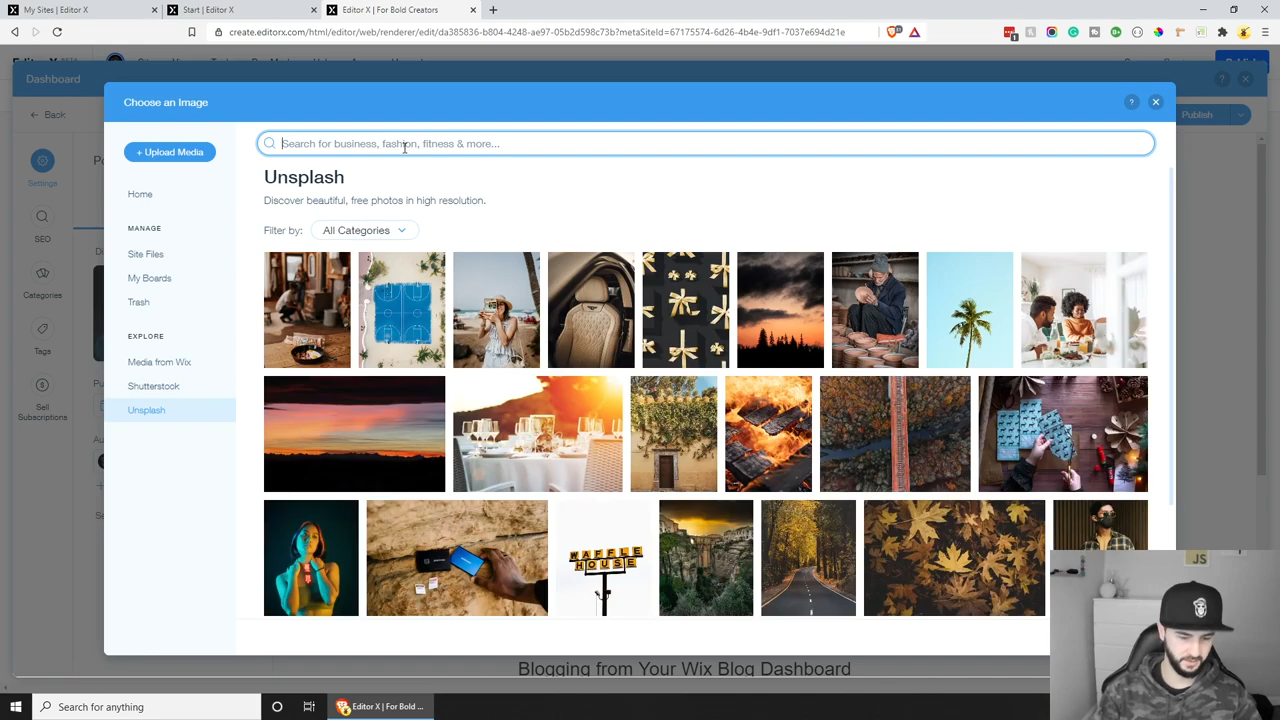 My Sites | Editor X
Start | Editor X
Editor X | For Bold Creators
create.editorx.com/html/editor/web/renderer/edit/da385836-b804-4248-ae97-05b2d598c73b?metaSiteId=67175574-6d26-4b4e-9df1-7037e694d21e
Dashboard
Back
Publish
Choose an Image
Search for business, fashion, fitness & more...
+ Upload Media
Home
MANAGE
Site Files
My Boards
Trash
EXPLORE
Media from Wix
Shutterstock
Unsplash
Unsplash
Discover beautiful, free photos in high resolution.
Filter by: All Categories
Settings
SEO
Categories
Tags
Sell
Subscriptions
WAFFLE
HOUSE
JS
Blogging from Your Wix Blog Dashboard
Search for anything
Editor X | For Bold ...